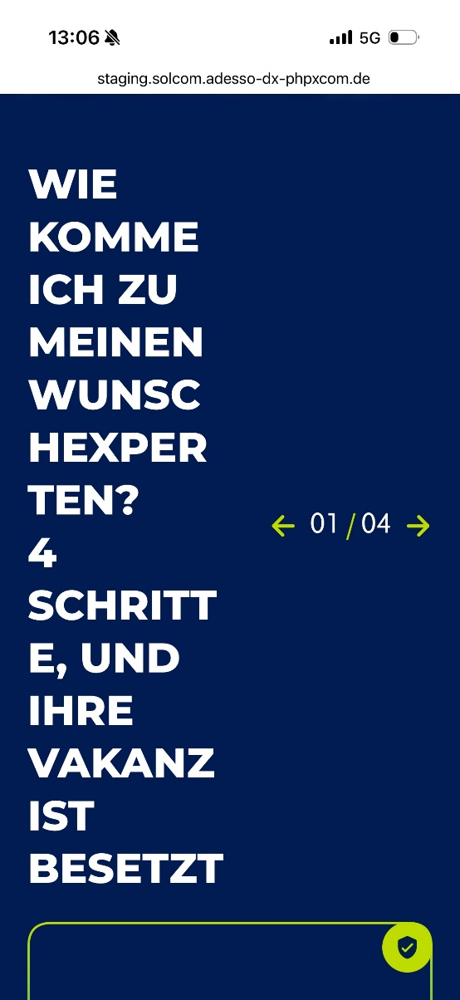 13:06
5G
staging.solcom.adesso-dx-phpxcom.de
WIE
KOMME
ICH ZU
MEINEN
WUNSC
HEXPER
TEN?
01 / 04
4
SCHRITT
E, UND
IHRE
VAKANZ
IST
BESETZT